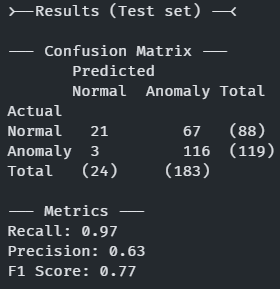 >——Results (Test set) ——<
—— Confusion Matrix ——
Predicted
Normal Anomaly Total
Actual
Normal 21 67 (88)
Anomaly 3 116 (119)
Total (24) (183)
—— Metrics ——
Recall: 0.97
Precision: 0.63
F1 Score: 0.77